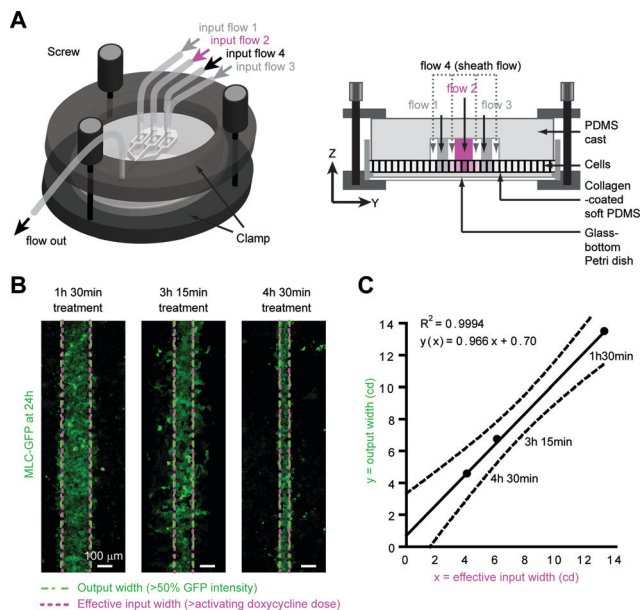 A
Screw
input flow 1
input flow 2
input flow 4
input flow 3
flow out
Clamp
flow 4 (sheath flow)
flow 2
flow 1
flow 3
Z
Y
PDMS
cast
Cells
Collagen
-coated
soft PDMS
Glass-
bottom
Petri dish
B
1h 30min
treatment
3h 15min
treatment
4h 30min
treatment
MLC-GFP at 24h
100 µm
Output width (>50% GFP intensity)
Effective input width (>activating doxycycline dose)
C
R² = 0.9994
y(x) = 0.966 x + 0.70
y = output width (cd)
14
12
10
8
6
4
2
0
1h30min
3h 15min
4h 30min
0 2 4 6 8 10 12 14
x = effective input width (cd)